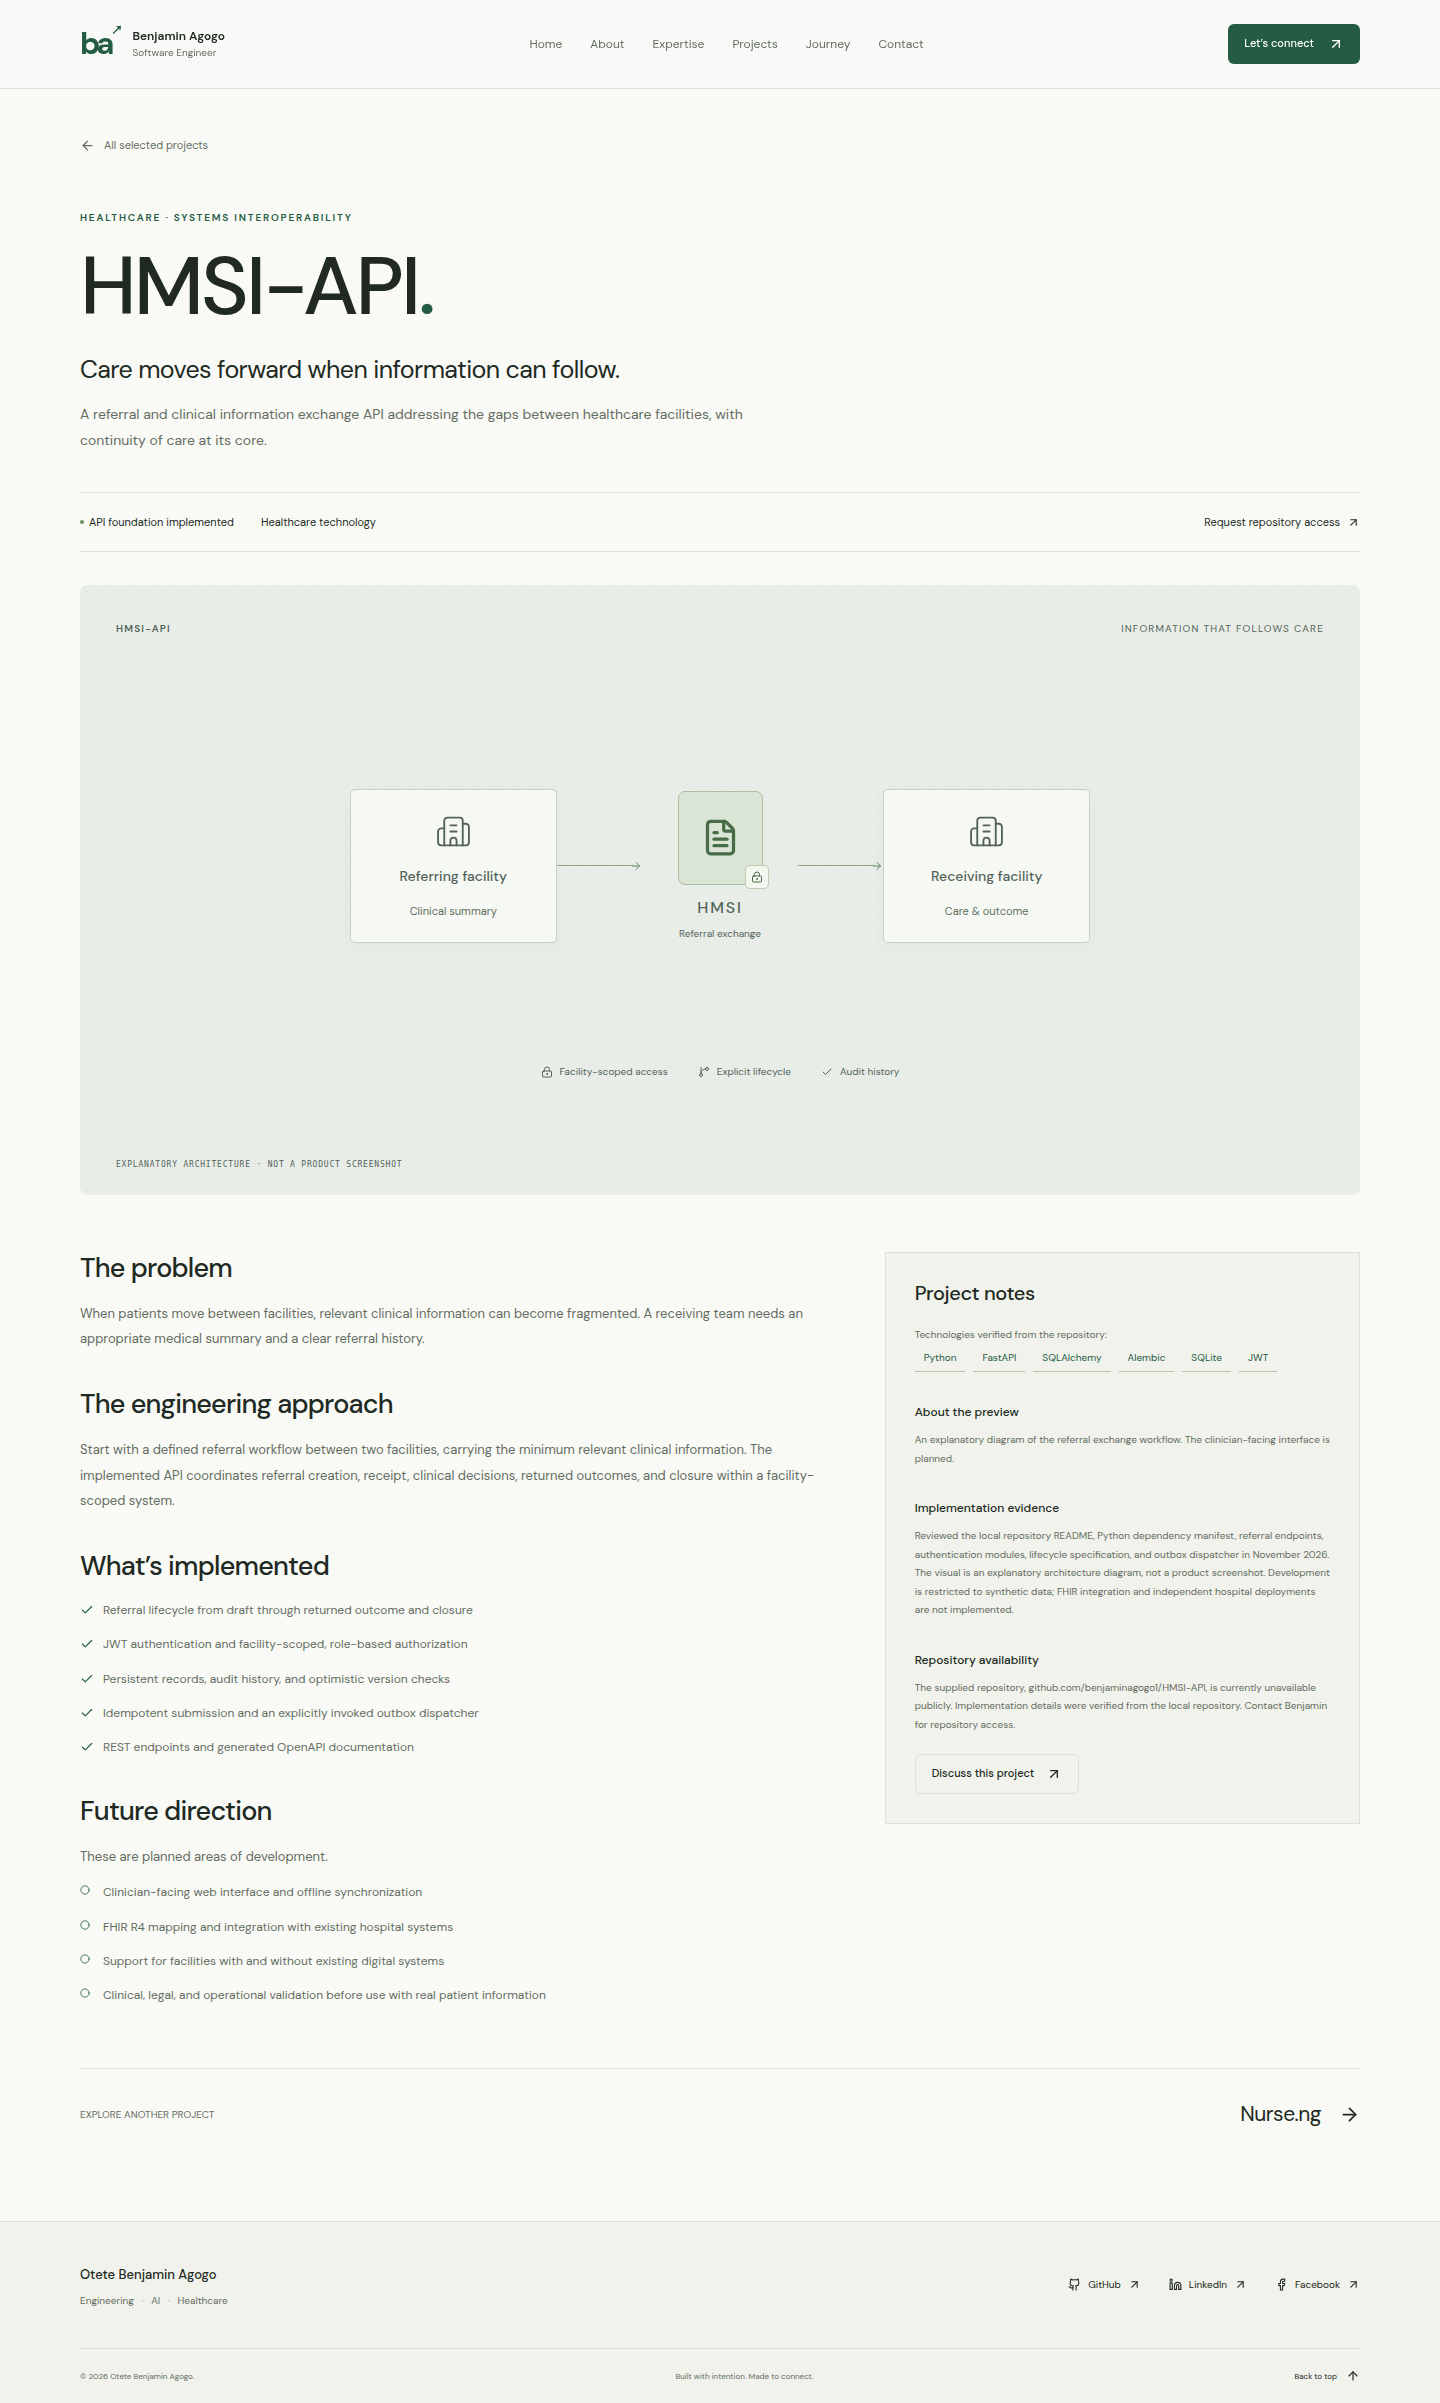 ba
Benjamin Agogo
Software Engineer
Home
About
Expertise
Projects
Journey
Contact
Let's connect
All selected projects
HEALTHCARE · SYSTEMS INTEROPERABILITY
HMSI-API.
Care moves forward when information can follow.
A referral and clinical information exchange API addressing the gaps between healthcare facilities, with
continuity of care at its core.
API foundation implemented
Healthcare technology
Request repository access
HMSI-API
INFORMATION THAT FOLLOWS CARE
Referring facility
Clinical summary
HMSI
Referral exchange
Receiving facility
Care & outcome
Facility-scoped access
Explicit lifecycle
Audit history
EXPLANATORY ARCHITECTURE · NOT A PRODUCT SCREENSHOT
The problem
When patients move between facilities, relevant clinical information can become fragmented. A receiving team needs an
appropriate medical summary and a clear referral history.
The engineering approach
Start with a defined referral workflow between two facilities, carrying the minimum relevant clinical information. The
implemented API coordinates referral creation, receipt, clinical decisions, returned outcomes, and closure within a facility-
scoped system.
What’s implemented
Referral lifecycle from draft through returned outcome and closure
JWT authentication and facility-scoped, role-based authorization
Persistent records, audit history, and optimistic version checks
Idempotent submission and an explicitly invoked outbox dispatcher
REST endpoints and generated OpenAPI documentation
Future direction
These are planned areas of development.
Clinician-facing web interface and offline synchronization
FHIR R4 mapping and integration with existing hospital systems
Support for facilities with and without existing digital systems
Clinical, legal, and operational validation before use with real patient information
Project notes
Technologies verified from the repository:
Python
FastAPI
SQLAlchemy
Alembic
SQLite
JWT
About the preview
An explanatory diagram of the referral exchange workflow. The clinician-facing interface is
planned.
Implementation evidence
Reviewed the local repository README, Python dependency manifest, referral endpoints,
authentication modules, lifecycle specification, and outbox dispatcher in November 2026.
The visual is an explanatory architecture diagram, not a product screenshot. Development
is restricted to synthetic data; FHIR integration and independent hospital deployments
are not implemented.
Repository availability
The supplied repository, github.com/benjaminagogo1/HMSI-API, is currently unavailable
publicly. Implementation details were verified from the local repository. Contact Benjamin
for repository access.
Discuss this project
EXPLORE ANOTHER PROJECT
Nurse.ng
Otete Benjamin Agogo
Engineering · AI · Healthcare
GitHub
LinkedIn
Facebook
© 2026 Otete Benjamin Agogo.
Built with intention. Made to connect.
Back to top